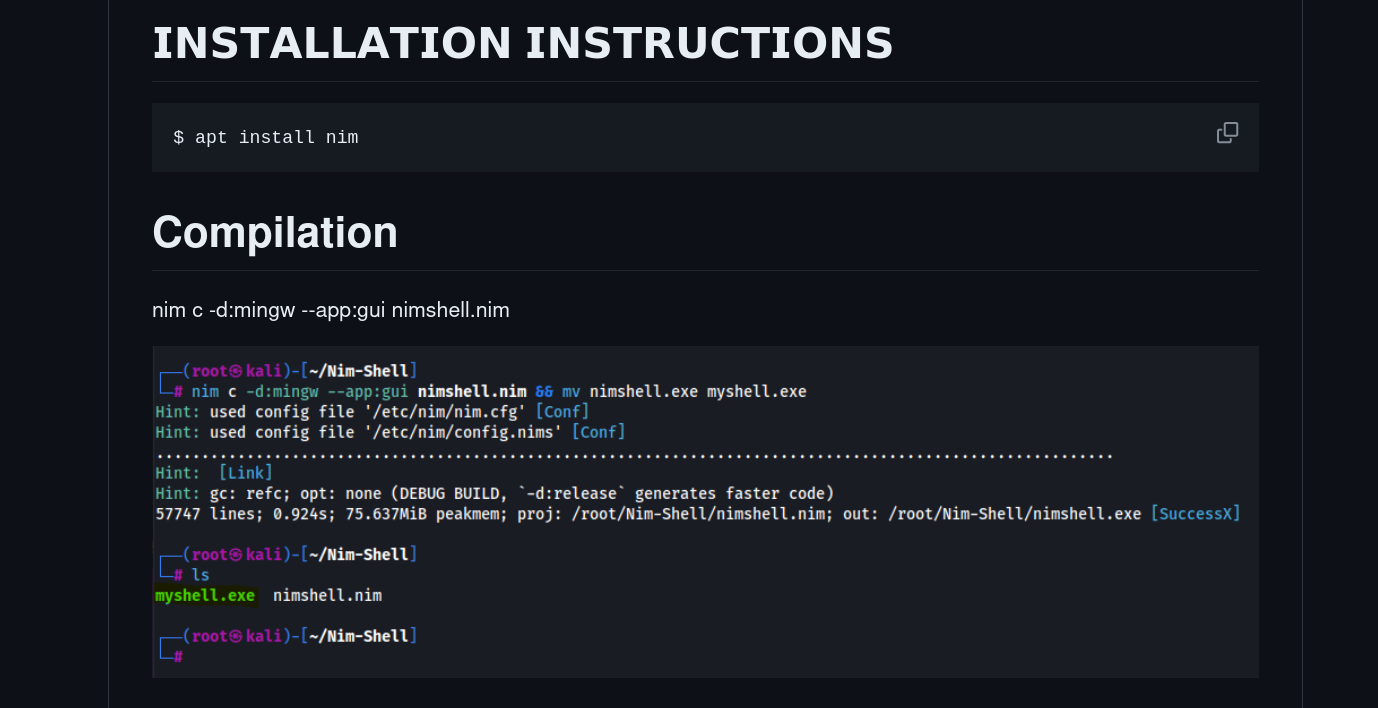 INSTALLATION INSTRUCTIONS
$ apt install nim
Compilation
nim c -d:mingw --app:gui nimshell.nim
┌──(root㉿kali)-[~/Nim-Shell]
└─# nim c -d:mingw --app:gui nimshell.nim && mv nimshell.exe myshell.exe
Hint: used config file '/etc/nim/nim.cfg' [Conf]
Hint: used config file '/etc/nim/config.nims' [Conf]
..........................................................................................................
Hint:  [Link]
Hint: gc: refc; opt: none (DEBUG BUILD, `-d:release` generates faster code)
57747 lines; 0.924s; 75.637MiB peakmem; proj: /root/Nim-Shell/nimshell.nim; out: /root/Nim-Shell/nimshell.exe [SuccessX]
┌──(root㉿kali)-[~/Nim-Shell]
└─# ls
myshell.exe  nimshell.nim
┌──(root㉿kali)-[~/Nim-Shell]
└─#